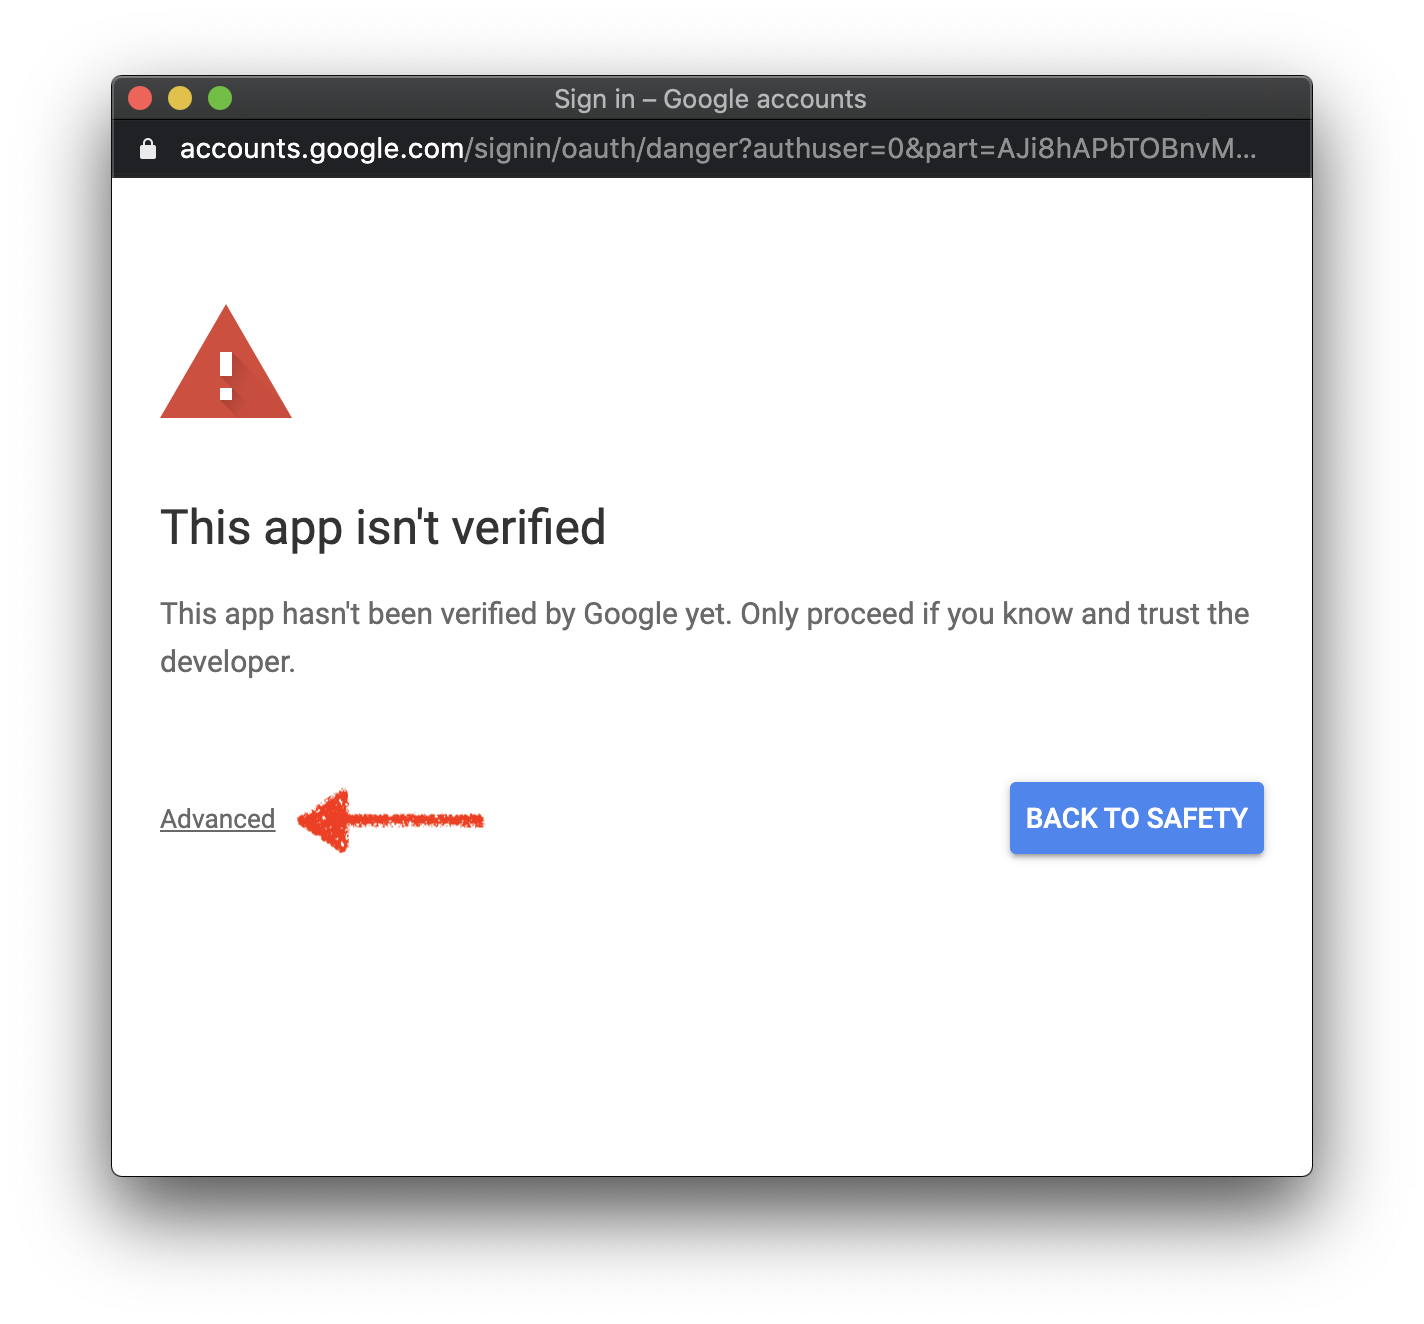 Sign in – Google accounts
accounts.google.com/signin/oauth/danger?authuser=0&part=AJi8hAPbTOBnvM...
This app isn't verified
This app hasn't been verified by Google yet. Only proceed if you know and trust the
developer.
Advanced
BACK TO SAFETY